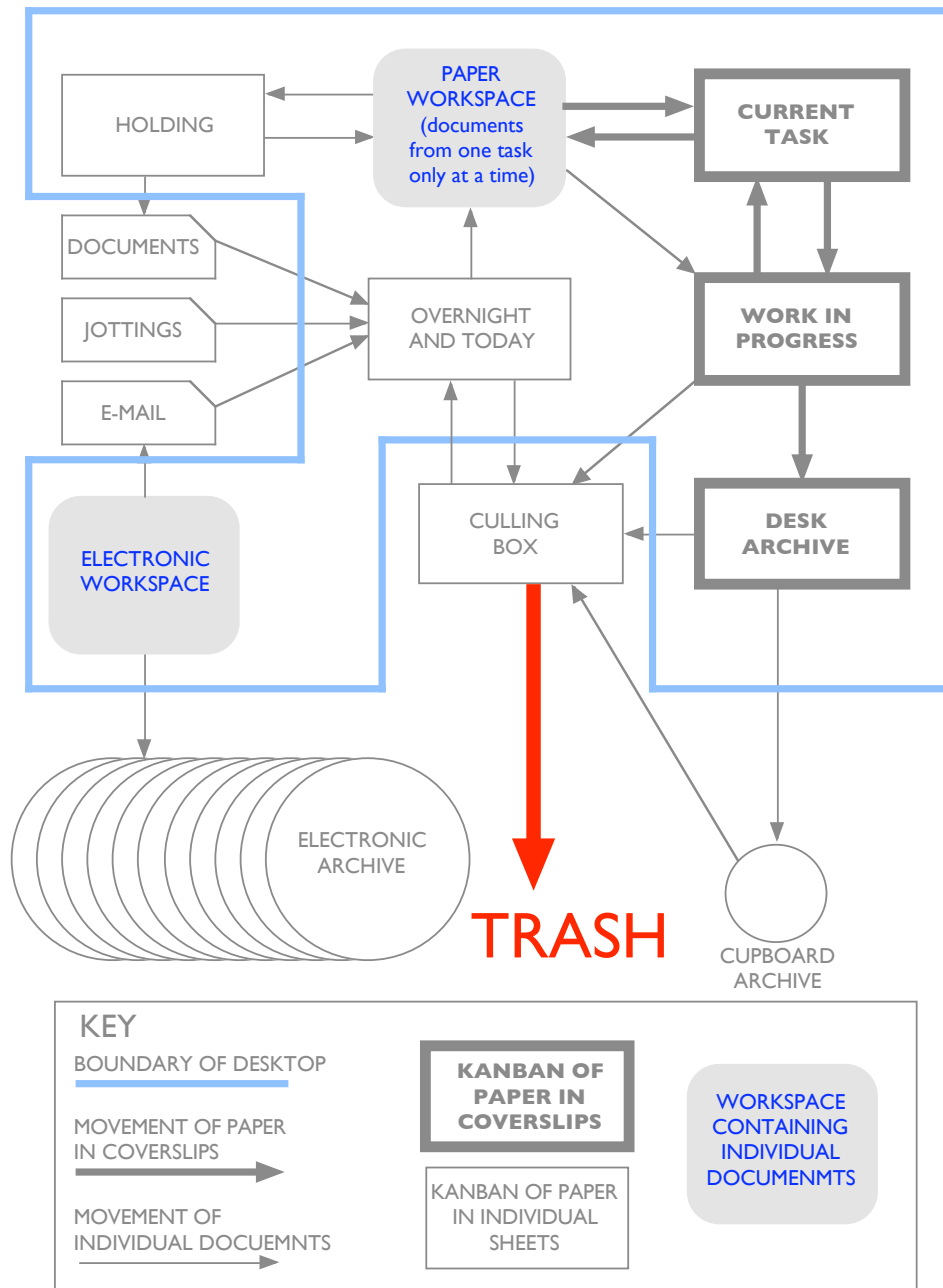 PAPER
WORKSPACE
(documents
from one task
only at a time)
HOLDING
CURRENT
TASK
DOCUMENTS
JOTTINGS
E-MAIL
OVERNIGHT
AND TODAY
WORK IN
PROGRESS
CULLING
BOX
DESK
ARCHIVE
ELECTRONIC
WORKSPACE
ELECTRONIC
ARCHIVE
TRASH
CUPBOARD
ARCHIVE
KEY
BOUNDARY OF DESKTOP
MOVEMENT OF PAPER
IN COVERSLIPS
MOVEMENT OF
INDIVIDUAL DOCUEMNTS
KANBAN OF
PAPER IN
COVERSLIPS
KANBAN OF PAPER
IN INDIVIDUAL
SHEETS
WORKSPACE
CONTAINING
INDIVIDUAL
DOCUMENMTS